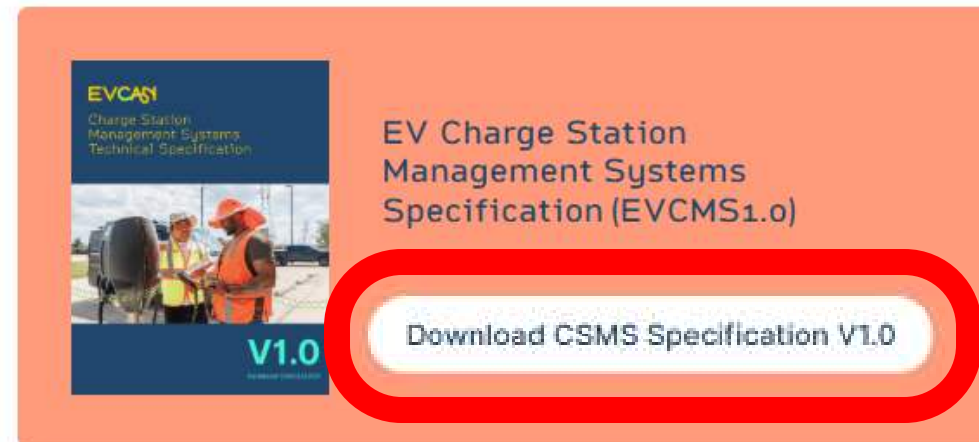 EVCAN
Charge Station
Management Systems
Technical Specification
V1.0
EV Charge Station
Management Systems
Specification (EVCMS1.0)
Download CSMS Specification V1.0